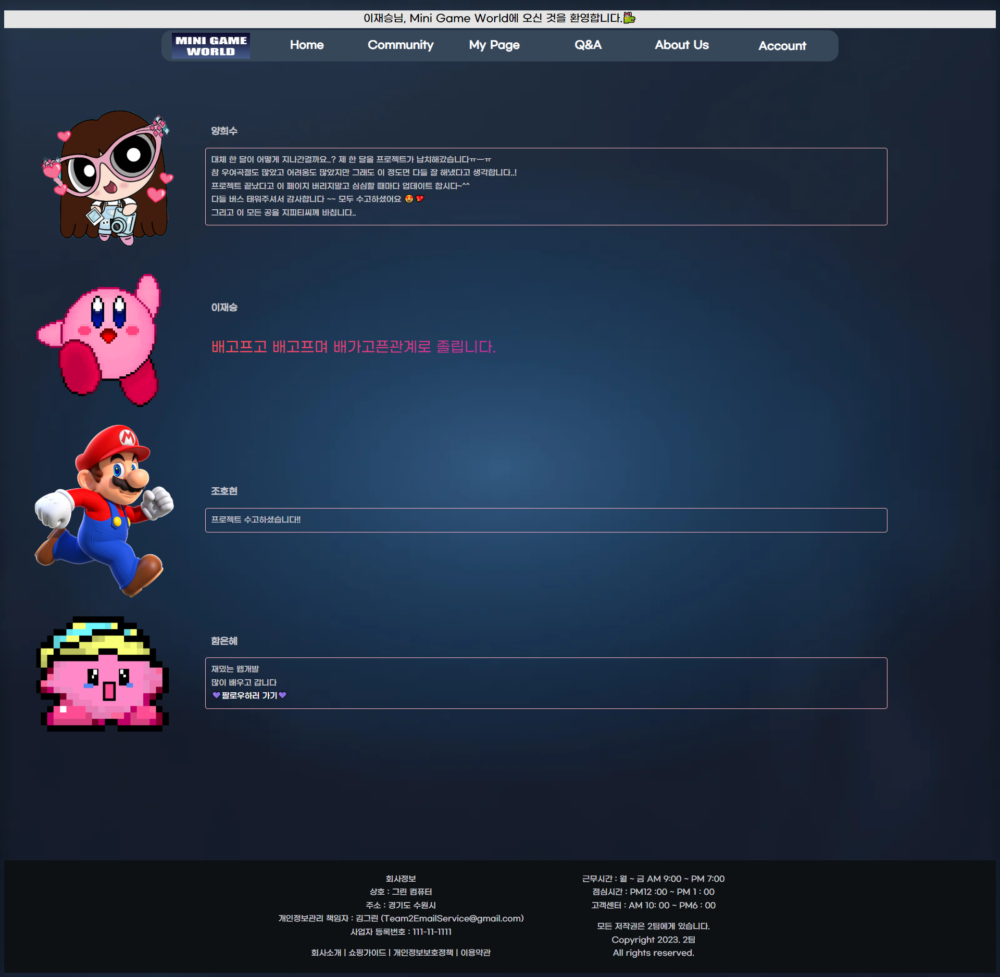 이재승님, Mini Game World에 오신 것을 환영합니다.
MINI GAME
WORLD
Home
Community
My Page
Q&A
About Us
Account
양희수
대체 한 달이 어떻게 지나간걸까요..? 제 한 달을 프로젝트가 납치해갔습니다ㅠㅡㅠ
참 우여곡절도 많았고 어려움도 많았지만 그래도 이 정도면 다들 잘 해냈다고 생각합니다..!
프로젝트 끝났다고 이 페이지 버리지말고 심심할 때마다 업데이트 합시다~^^
다들 버스 태워주셔서 감사합니다 ~~ 모두 수고하셨어요 😍💖
그리고 이 모든 공을 지피티씨께 바칩니다..
이재승
배고프고 배고프며 배가고픈관계로 졸립니다.
M
조호현
프로젝트 수고하셨습니다!!
함은혜
재밌는 웹개발
많이 배우고 갑니다
💜팔로우하러 가기💜
회사정보
상호 : 그린 컴퓨터
주소 : 경기도 수원시
개인정보관리 책임자 : 김그린 (Team2EmailService@gmail.com)
사업자 등록번호 : 111-11-1111
회사소개 | 쇼핑가이드 | 개인정보보호정책 | 이용약관
근무시간 : 월 ~ 금 AM 9:00 ~ PM 7:00
점심시간 : PM12 :00 ~ PM 1 : 00
고객센터 : AM 10: 00 ~ PM6 : 00
모든 저작권은 2팀에게 있습니다.
Copyright 2023. 2팀
All rights reserved.